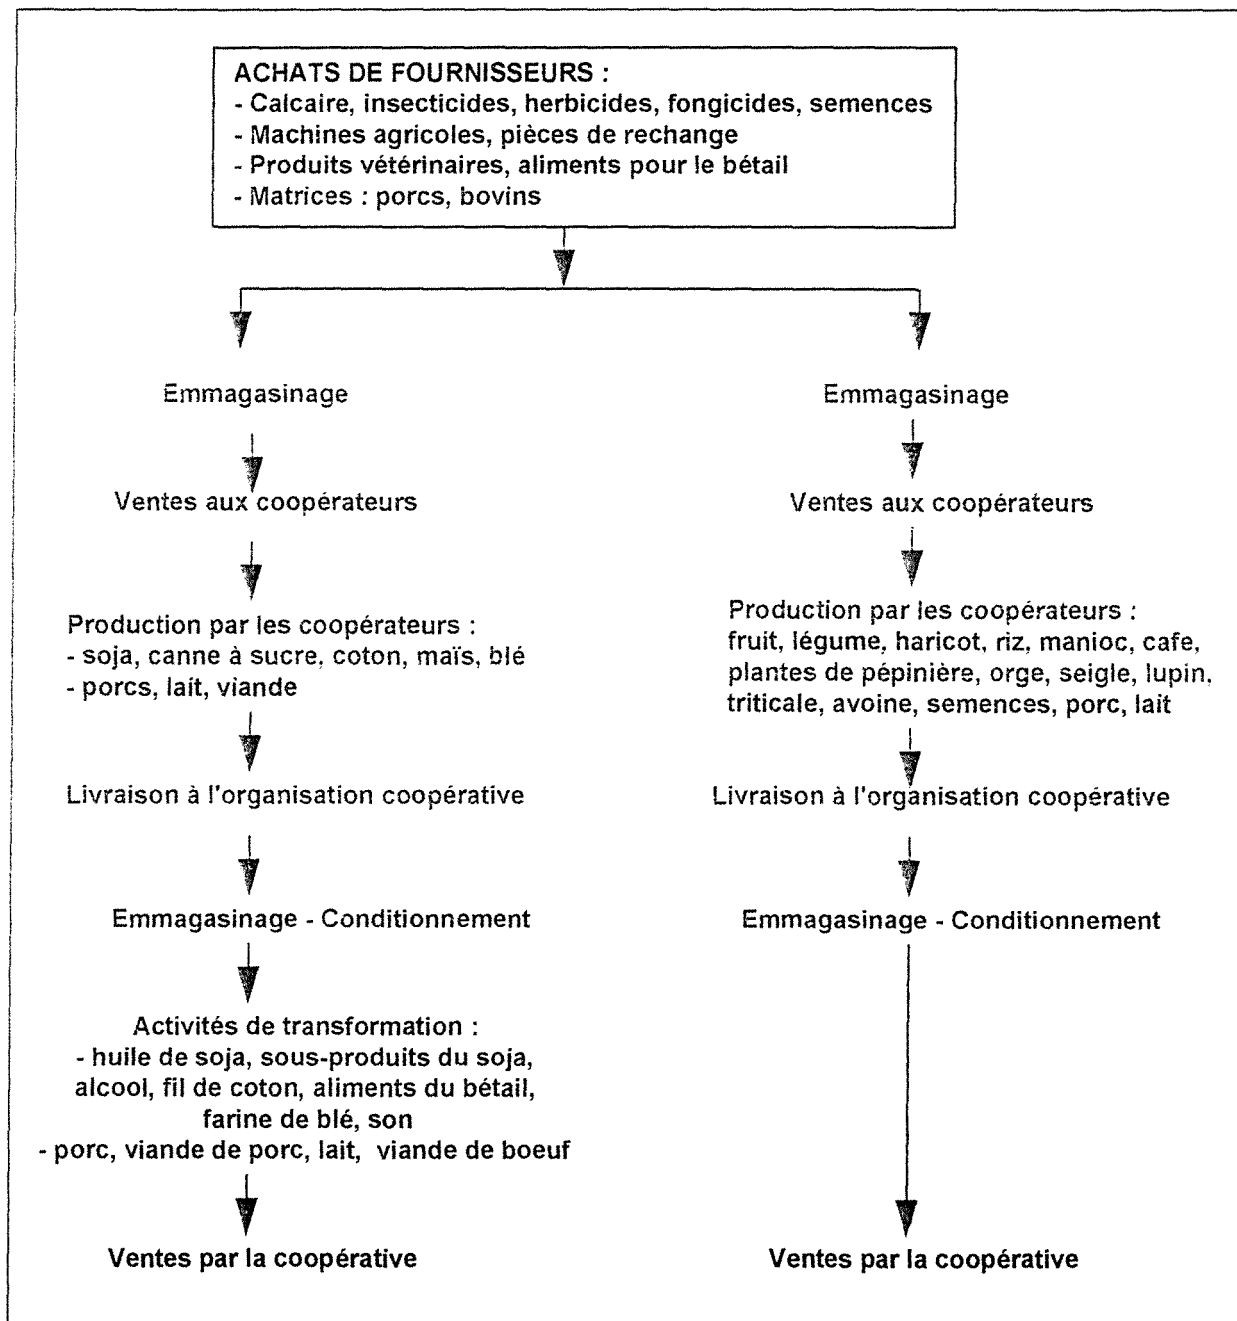 ACHATS DE FOURNISSEURS :
- Calcaire, insecticides, herbicides, fongicides, semences
- Machines agricoles, pièces de rechange
- Produits vétérinaires, aliments pour le bétail
- Matrices : porcs, bovins
Emmagasinage
Ventes aux coopérateurs
Production par les coopérateurs :
- soja, canne à sucre, coton, maïs, blé
- porcs, lait, viande
Livraison à l'organisation coopérative
Emmagasinage - Conditionnement
Activités de transformation :
- huile de soja, sous-produits du soja,
alcool, fil de coton, aliments du bétail,
farine de blé, son
- porc, viande de porc, lait, viande de boeuf
Ventes par la coopérative
Emmagasinage
Ventes aux coopérateurs
Production par les coopérateurs :
fruit, légume, haricot, riz, manioc, cafe,
plantes de pépinière, orge, seigle, lupin,
triticale, avoine, semences, porc, lait
Livraison à l'organisation coopérative
Emmagasinage - Conditionnement
Ventes par la coopérative